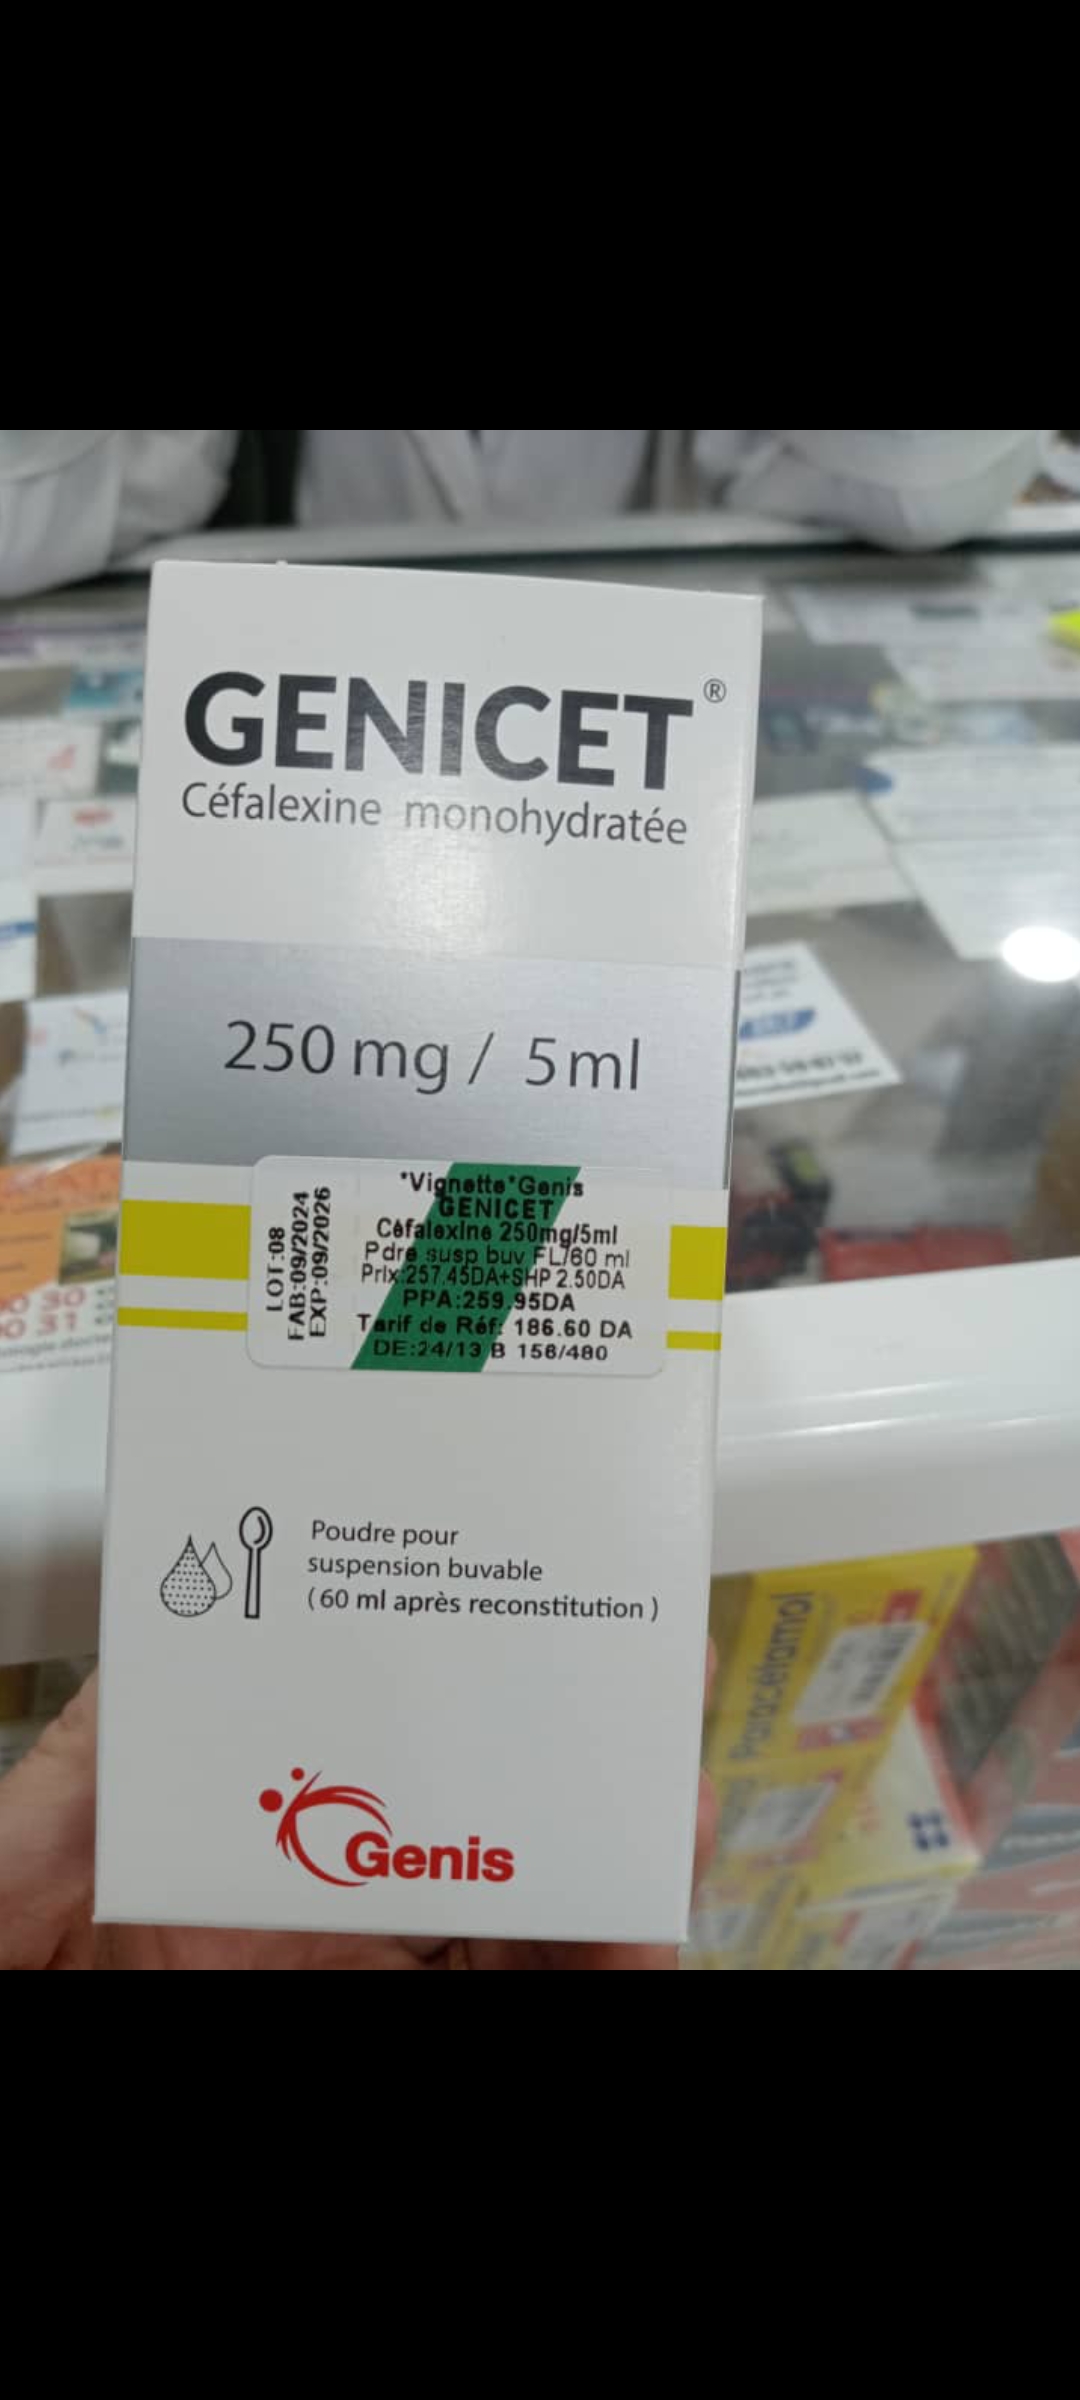 GENICET®
Céfalexine monohydratée
250 mg / 5ml
LOT:08
FAB:09/2024
EXP:09/2026
"Vignette"Genis
GENICET
Céfalexine 250mg/5ml
Pdre susp buv FL/60 ml
Prix:257.45DA+SHP 2.50DA
PPA:259.95DA
Tarif de Réf: 186.60 DA
DE:24/13 B 156/480
Poudre pour
suspension buvable
(60 ml après reconstitution)
Genis
Paracétamol